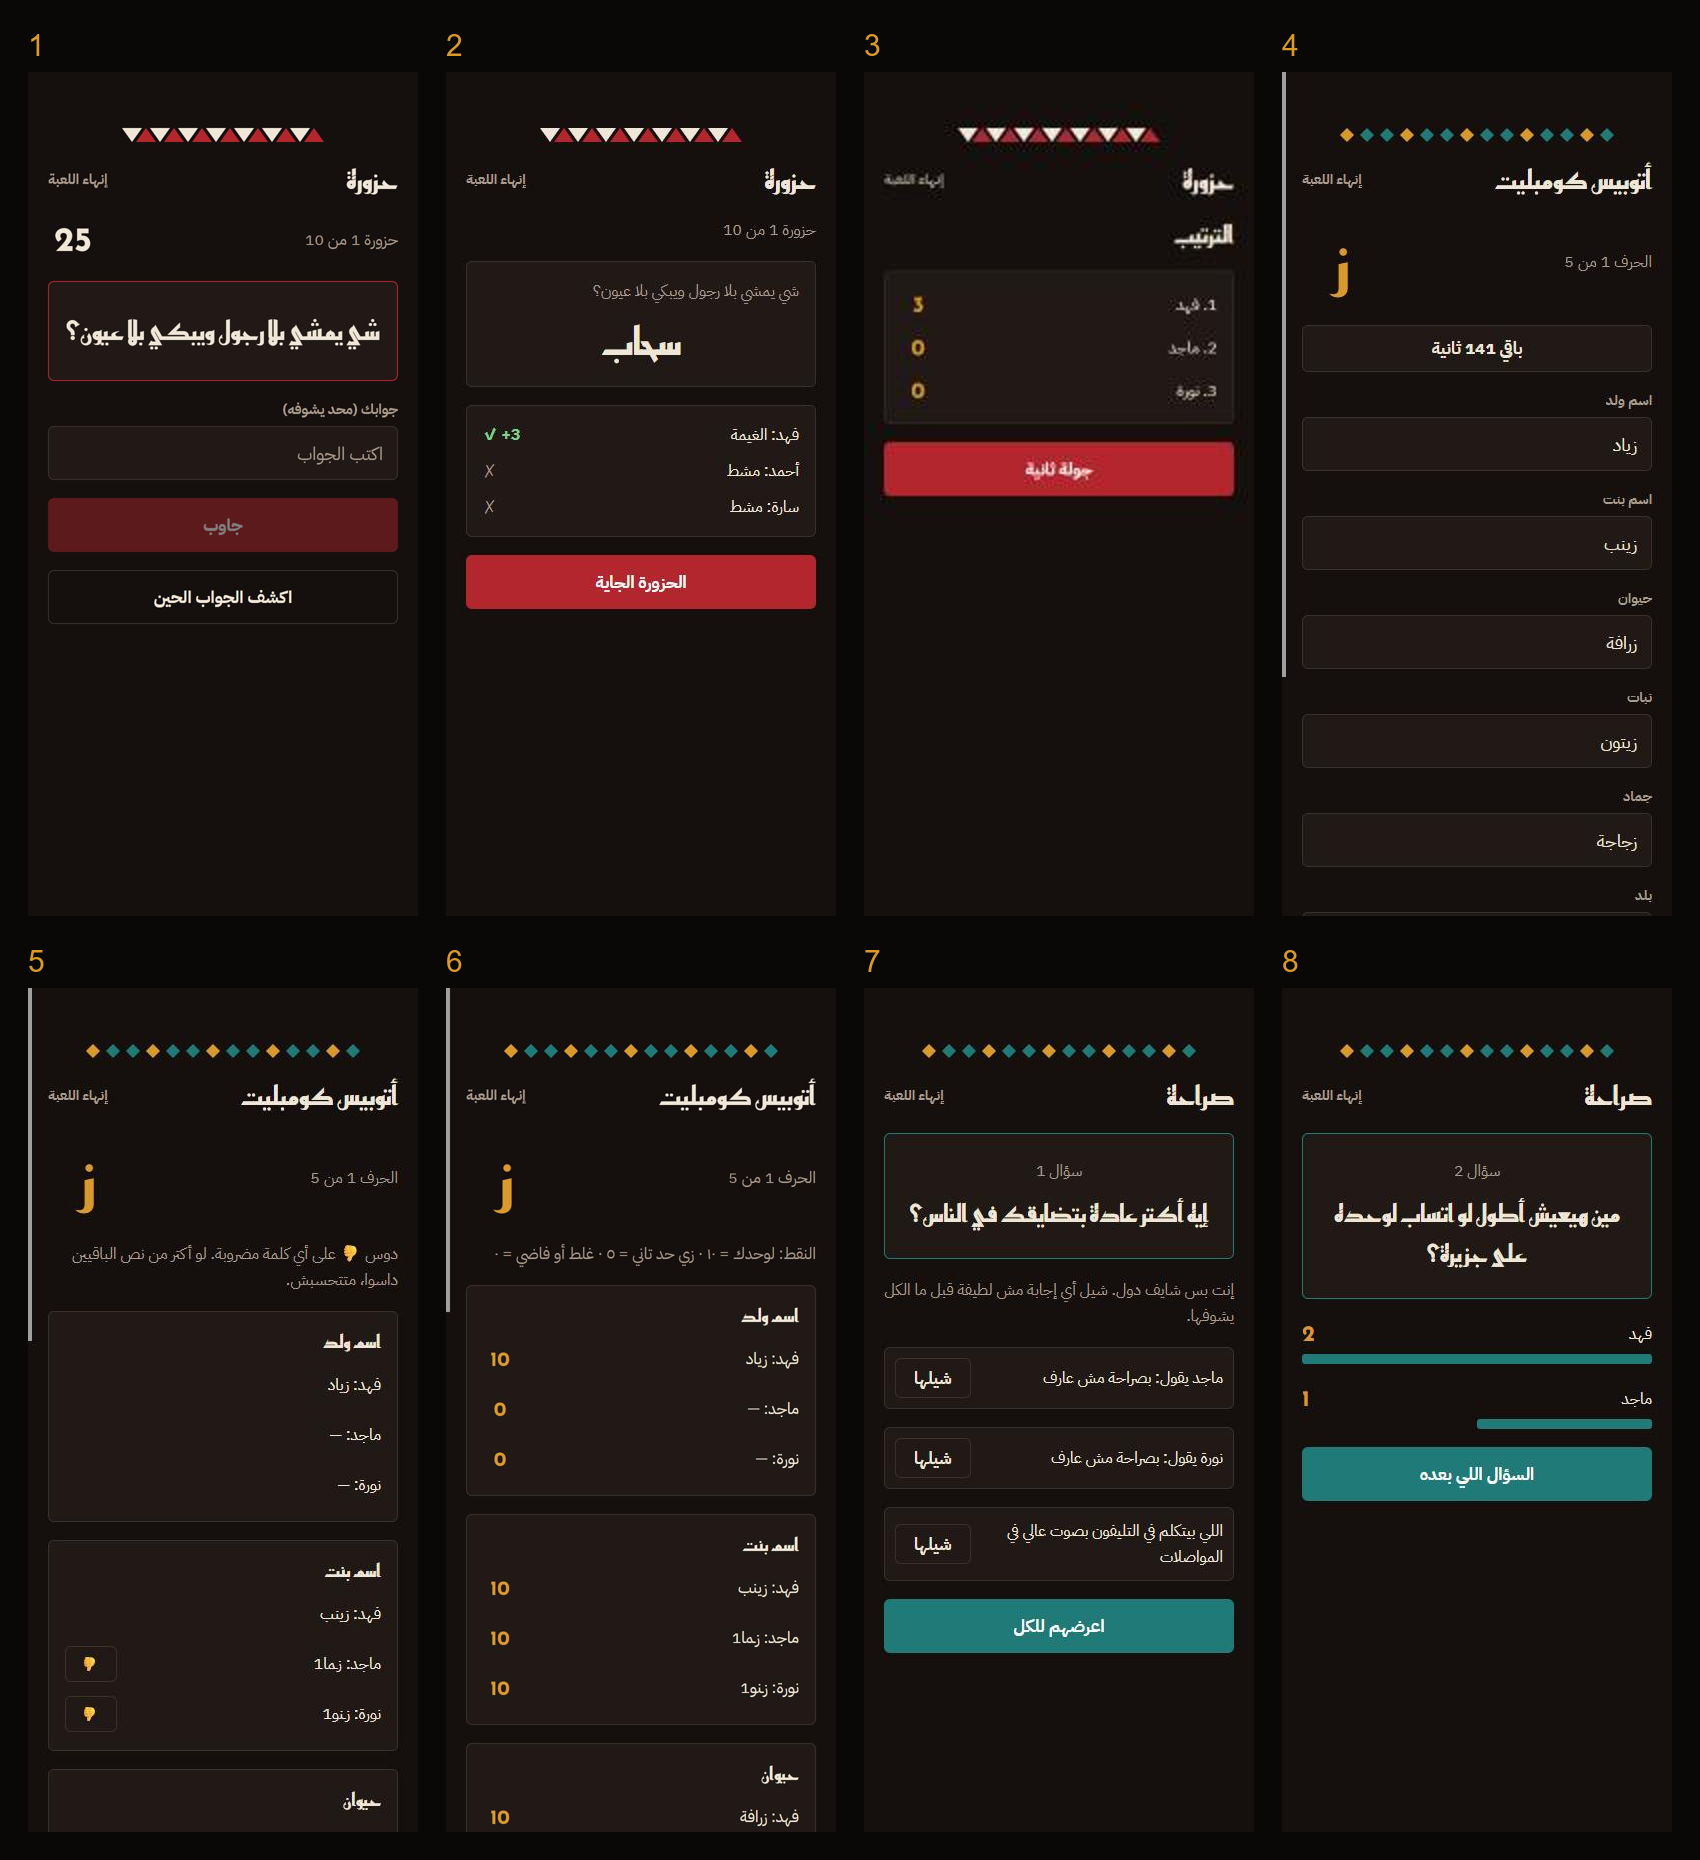 1
حزورة
إنهاء اللعبة
حزورة 1 من 10
25
شي يمشي بلا رجول ويبكي بلا عيون؟
جوابك (محد يشوفه)
اكتب الجواب
جاوب
اكشف الجواب الحين
2
حزورة
إنهاء اللعبة
حزورة 1 من 10
شي يمشي بلا رجول ويبكي بلا عيون؟
سحاب
فهد: الغيمة
✓ +3
أحمد: مشط
✗
سارة: مشط
✗
الحزورة الجاية
3
حزورة
إنهاء اللعبة
الترتيب
1. فهد
3
2. ماجد
0
3. نورة
0
جولة ثانية
4
أتوبيس كومبليت
إنهاء اللعبة
الحرف 1 من 5
ز
باقي 141 ثانية
اسم ولد
زياد
اسم بنت
زينب
حيوان
زرافة
نبات
زيتون
جماد
زجاجة
بلد
5
أتوبيس كومبليت
إنهاء اللعبة
الحرف 1 من 5
ز
دوس 👎 على أي كلمة مضروبة. لو أكتر من نص الباقيين
داسوا، متتحسبش.
اسم ولد
فهد: زياد
ماجد: —
نورة: —
اسم بنت
فهد: زينب
ماجد: زما1
👎
نورة: زنو1
👎
حيوان
6
أتوبيس كومبليت
إنهاء اللعبة
الحرف 1 من 5
ز
النقط: لوحدك = ١٠ · زي حد تاني = ٥ · غلط أو فاضي = ٠
اسم ولد
فهد: زياد
10
ماجد: —
0
نورة: —
0
اسم بنت
فهد: زينب
10
ماجد: زما1
10
نورة: زنو1
10
حيوان
فهد: زرافة
10
7
صراحة
إنهاء اللعبة
سؤال 1
إيه أكتر عادة بتضايقك في الناس؟
إنت بس شايف دول. شيل أي إجابة مش لطيفة قبل ما الكل
يشوفها.
ماجد يقول: بصراحة مش عارف
شيلها
نورة يقول: بصراحة مش عارف
شيلها
اللي بيتكلم في التليفون بصوت عالي في
المواصلات
شيلها
اعرضهم للكل
8
صراحة
إنهاء اللعبة
سؤال 2
مين هيعيش أطول لو اتساب لوحده
على جزيرة؟
فهد
2
ماجد
1
السؤال اللي بعده